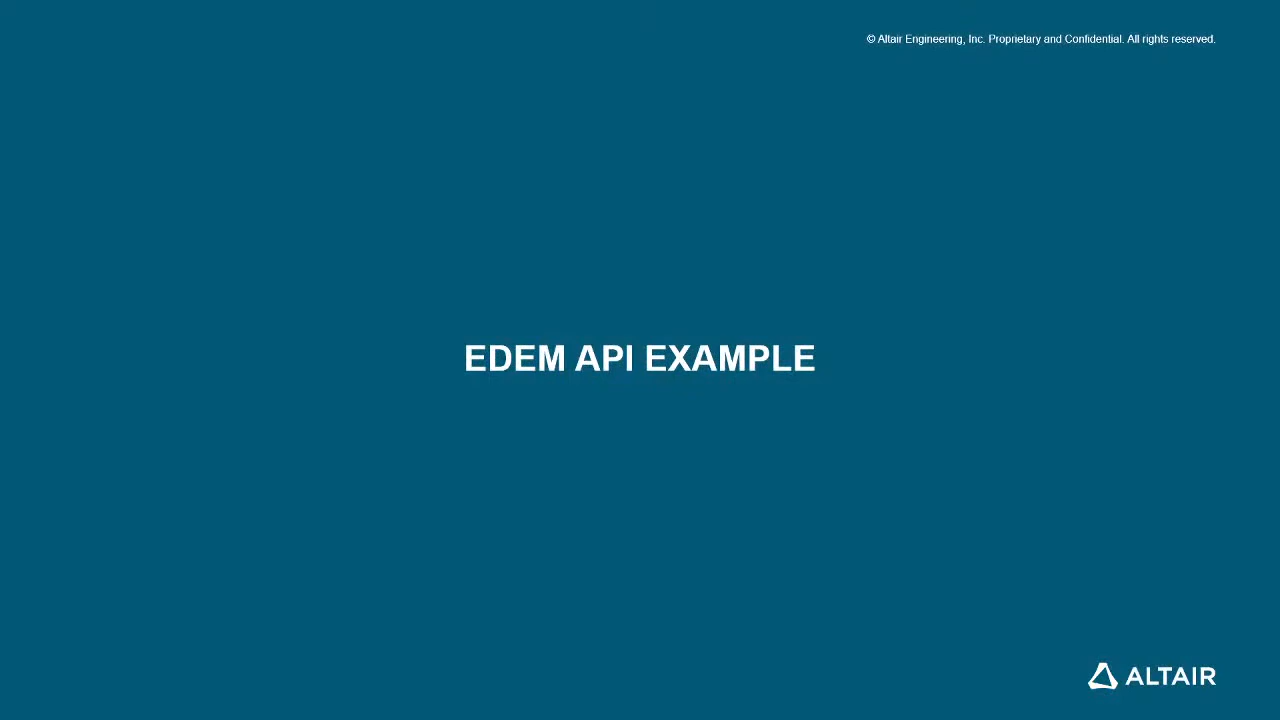 © Altair Engineering, Inc. Proprietary and Confidential. All rights reserved.
EDEM API EXAMPLE
ALTAIR